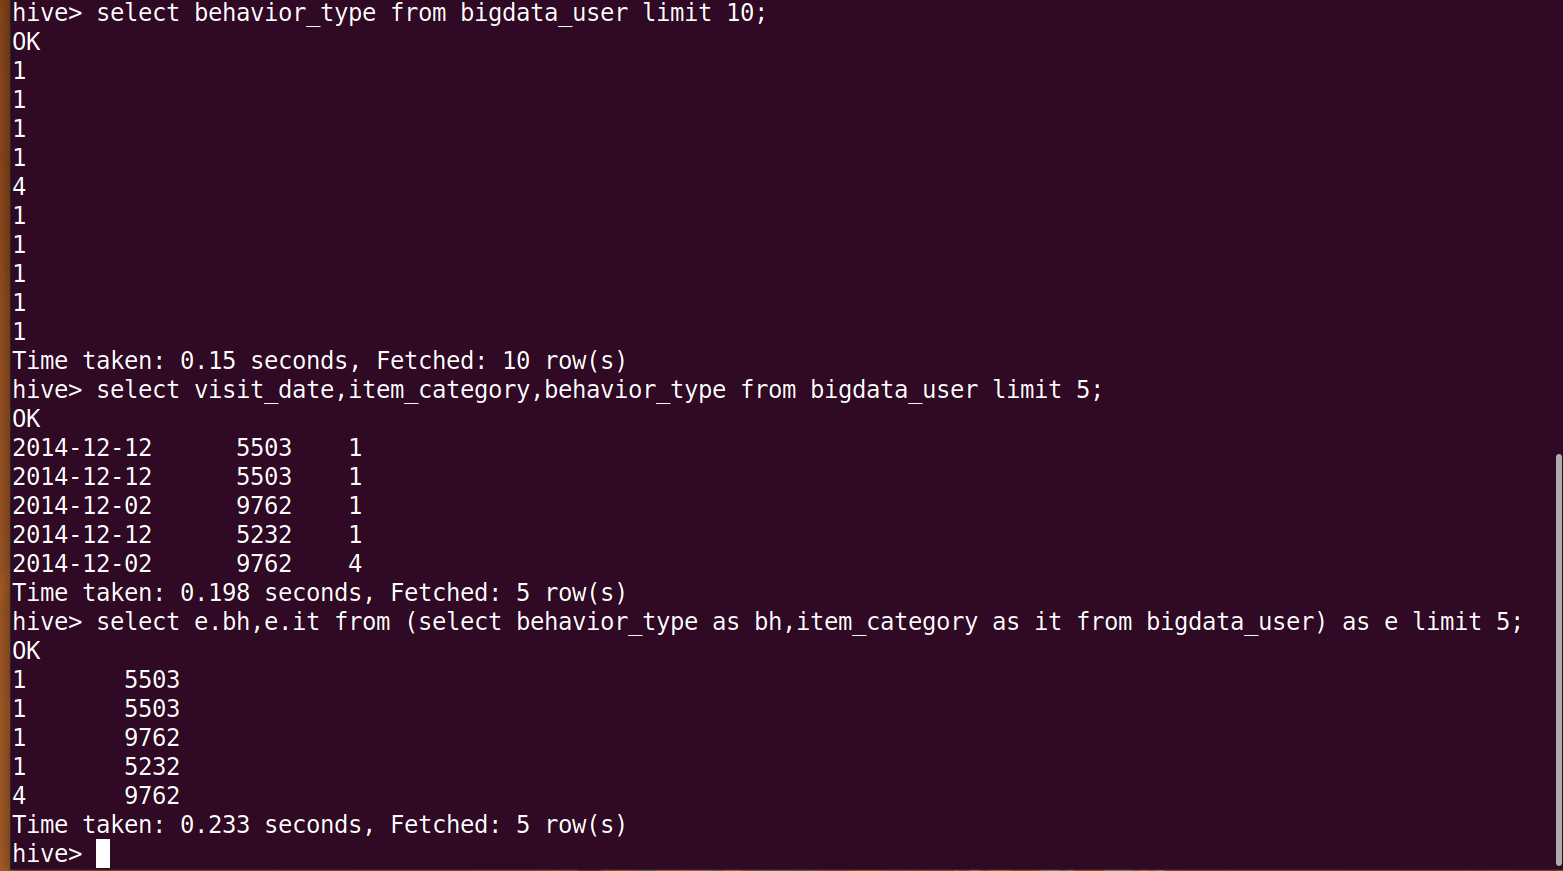 hive> select behavior_type from bigdata_user limit 10;
OK
1
1
1
1
4
1
1
1
1
1
Time taken: 0.15 seconds, Fetched: 10 row(s)
hive> select visit_date,item_category,behavior_type from bigdata_user limit 5;
OK
2014-12-12      5503    1
2014-12-12      5503    1
2014-12-02      9762    1
2014-12-12      5232    1
2014-12-02      9762    4
Time taken: 0.198 seconds, Fetched: 5 row(s)
hive> select e.bh,e.it from (select behavior_type as bh,item_category as it from bigdata_user) as e limit 5;
OK
1       5503
1       5503
1       9762
1       5232
4       9762
Time taken: 0.233 seconds, Fetched: 5 row(s)
hive>